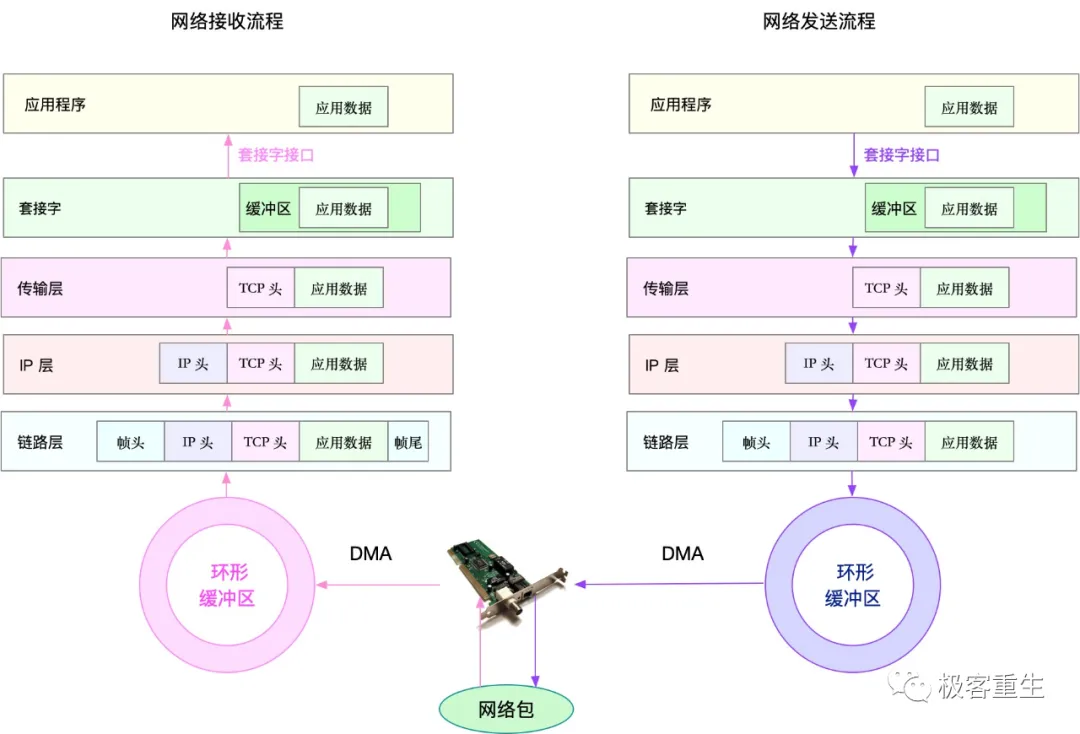 网络接收流程
应用程序
应用数据
套接字接口
套接字
缓冲区
应用数据
传输层
TCP 头
应用数据
IP 层
IP 头
TCP 头
应用数据
链路层
帧头
IP 头
TCP 头
应用数据
帧尾
环形
缓冲区
DMA
网络包
网络发送流程
应用程序
应用数据
套接字接口
套接字
缓冲区
应用数据
传输层
TCP 头
应用数据
IP 层
IP 头
TCP 头
应用数据
链路层
帧头
IP 头
TCP 头
应用数据
DMA
环形
缓冲区
极客重生